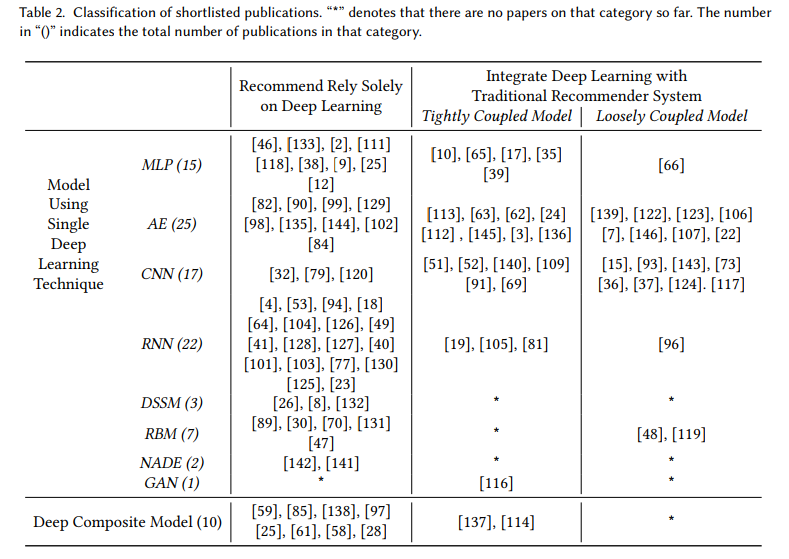 Table 2. Classification of shortlisted publications. “*” denotes that there are no papers on that category so far. The number
in “()” indicates the total number of publications in that category.
Recommend Rely Solely
on Deep Learning
Integrate Deep Learning with
Traditional Recommender System
Tightly Coupled Model
Loosely Coupled Model
Model
Using
Single
Deep
Learning
Technique
MLP (15)
[46], [133], [2], [111]
[118], [38], [9], [25]
[12]
[10], [65], [17], [35]
[39]
[66]
AE (25)
[82], [90], [99], [129]
[98], [135], [144], [102]
[84]
[113], [63], [62], [24]
[112] , [145], [3], [136]
[139], [122], [123], [106]
[7], [146], [107], [22]
CNN (17)
[32], [79], [120]
[51], [52], [140], [109]
[91], [69]
[15], [93], [143], [73]
[36], [37], [124]. [117]
RNN (22)
[4], [53], [94], [18]
[64], [104], [126], [49]
[41], [128], [127], [40]
[101], [103], [77], [130]
[125], [23]
[19], [105], [81]
[96]
DSSM (3)
[26], [8], [132]
*
*
RBM (7)
[89], [30], [70], [131]
[47]
*
[48], [119]
NADE (2)
[142], [141]
*
*
GAN (1)
*
[116]
*
Deep Composite Model (10)
[59], [85], [138], [97]
[25], [61], [58], [28]
[137], [114]
*